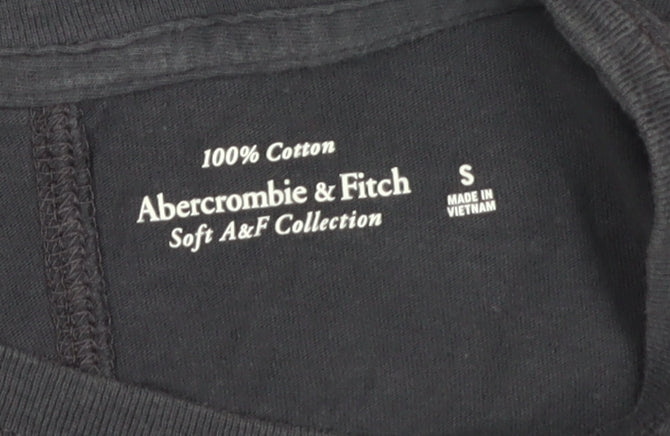 100% Cotton
Abercrombie & Fitch
Soft A&F Collection
S
MADE IN
VIETNAM